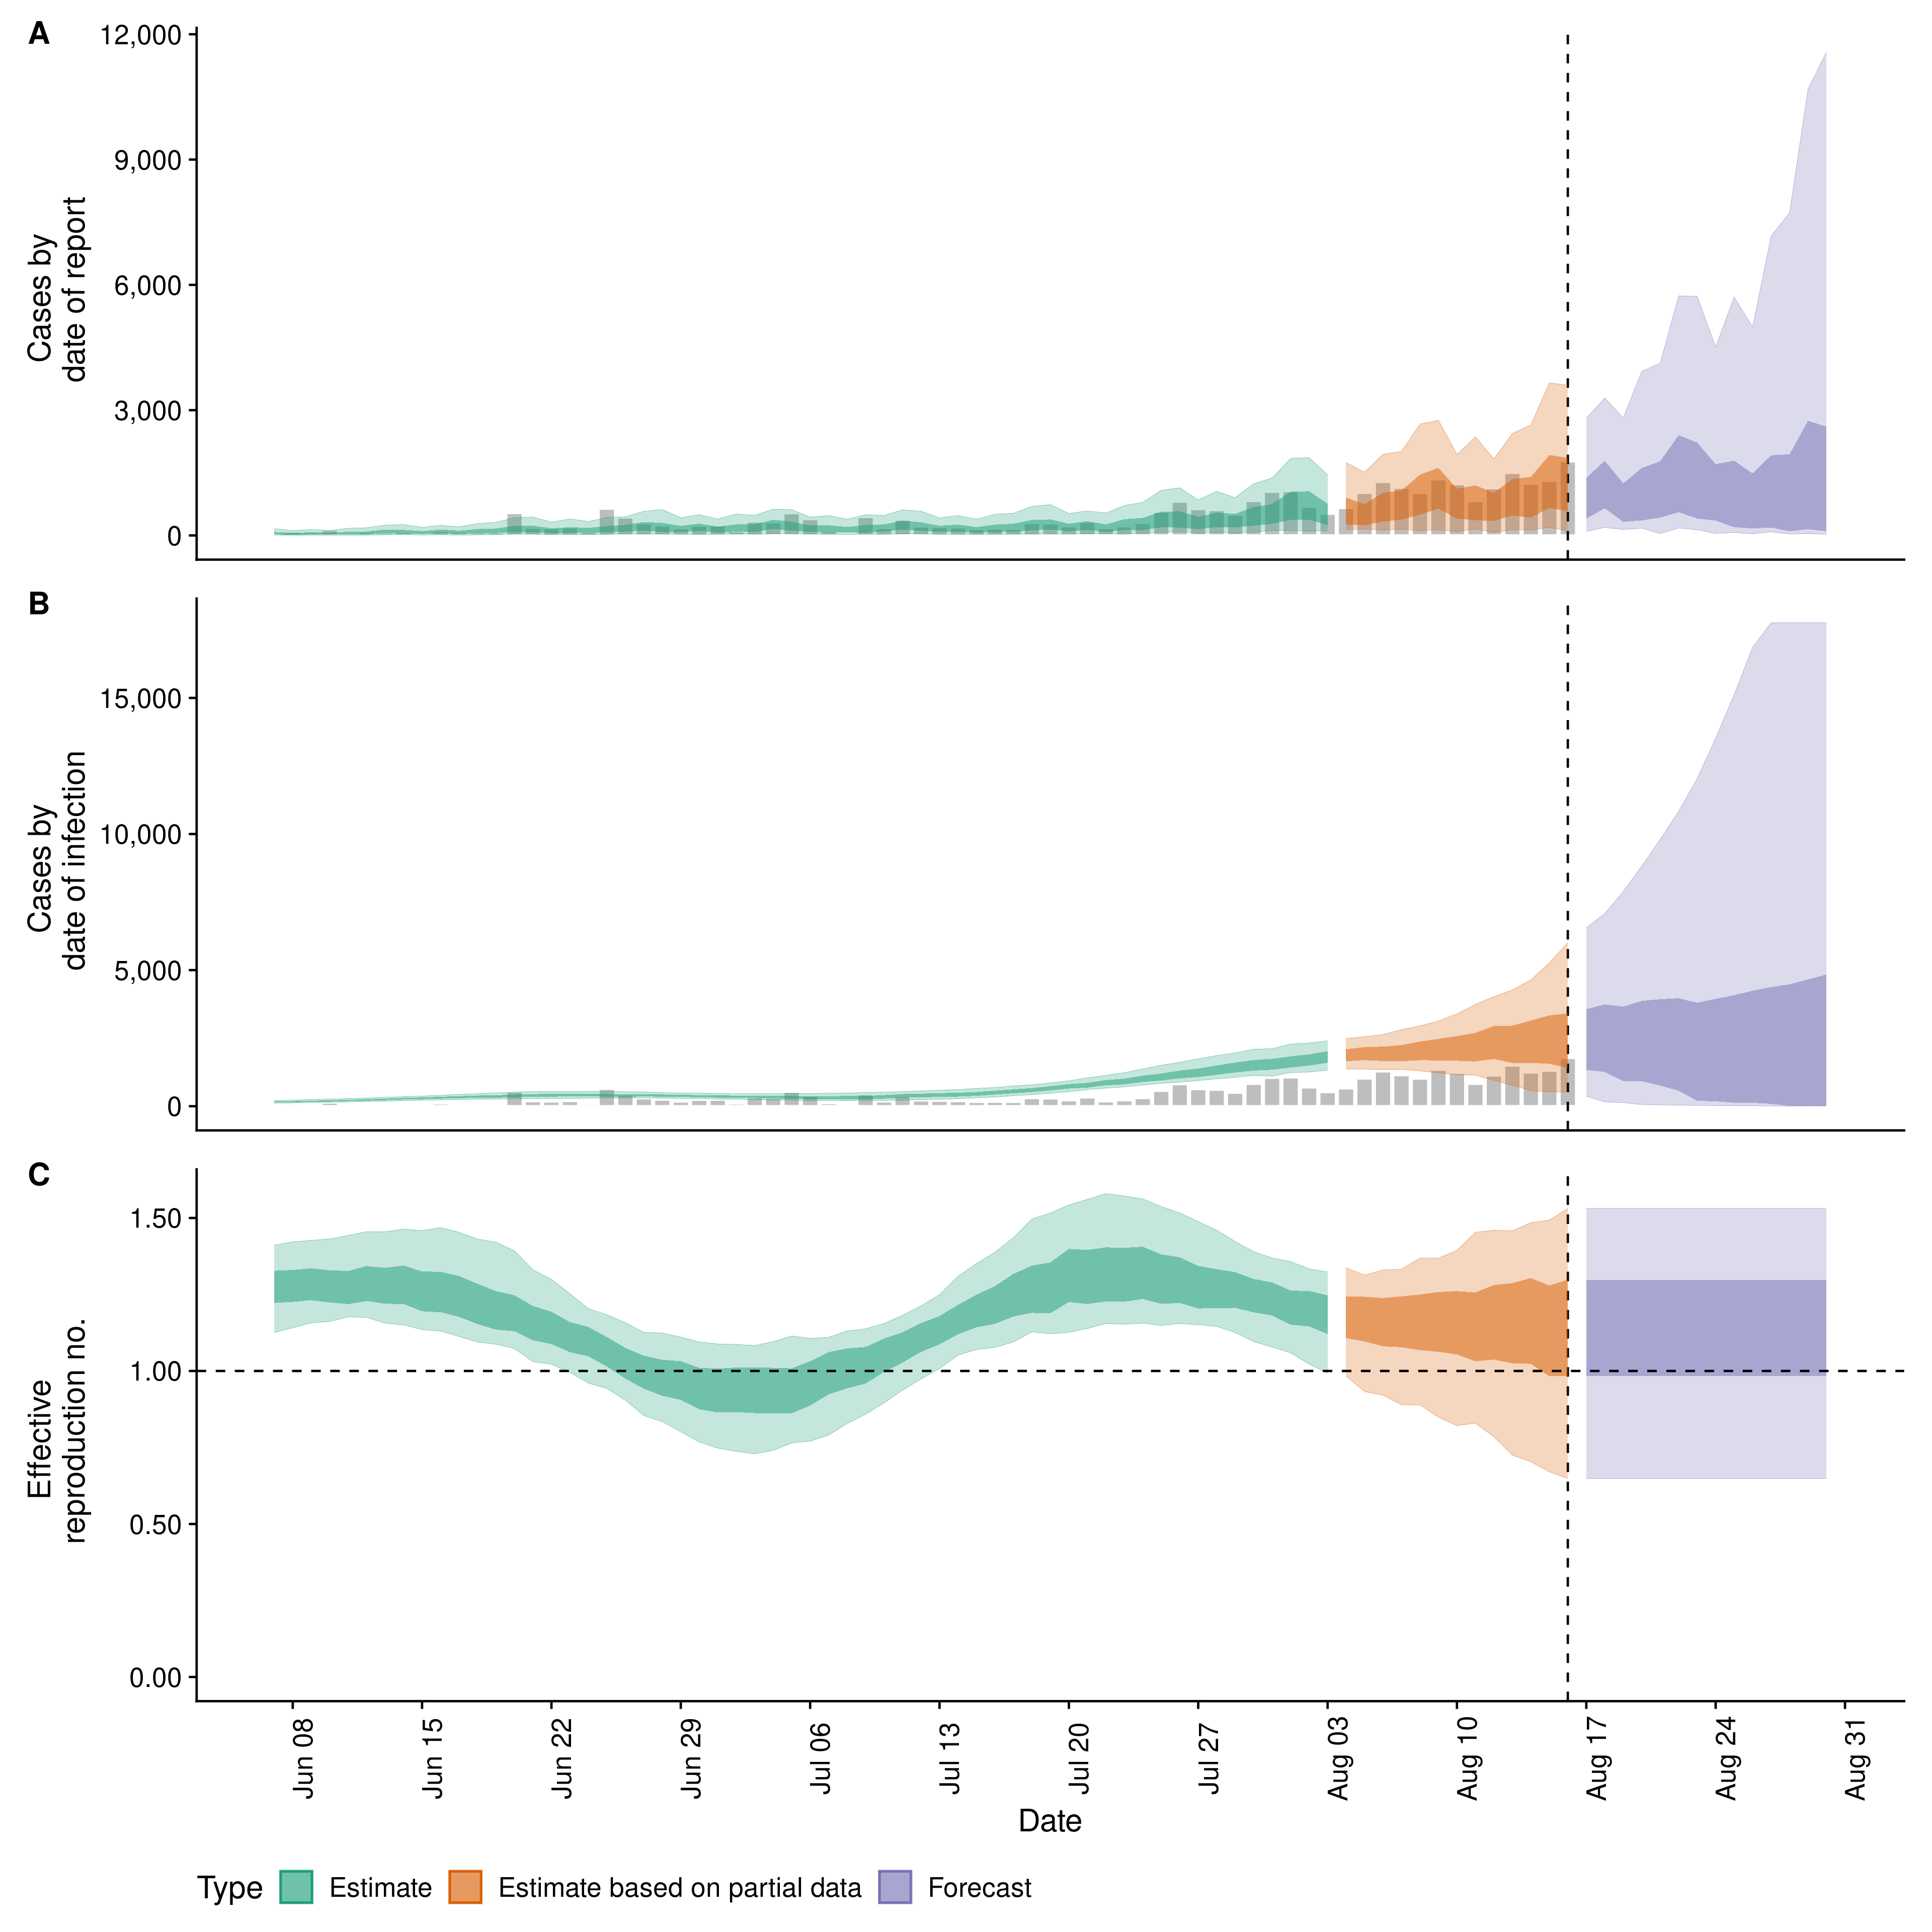 A
12,000
9,000
6,000
3,000
0
Cases by
date of report
B
15,000
10,000
5,000
0
Cases by
date of infection
C
1.50
1.00
0.50
0.00
Effective
reproduction no.
Jun 08
Jun 15
Jun 22
Jun 29
Jul 06
Jul 13
Jul 20
Jul 27
Aug 03
Aug 10
Aug 17
Aug 24
Aug 31
Date
Type Estimate Estimate based on partial data Forecast